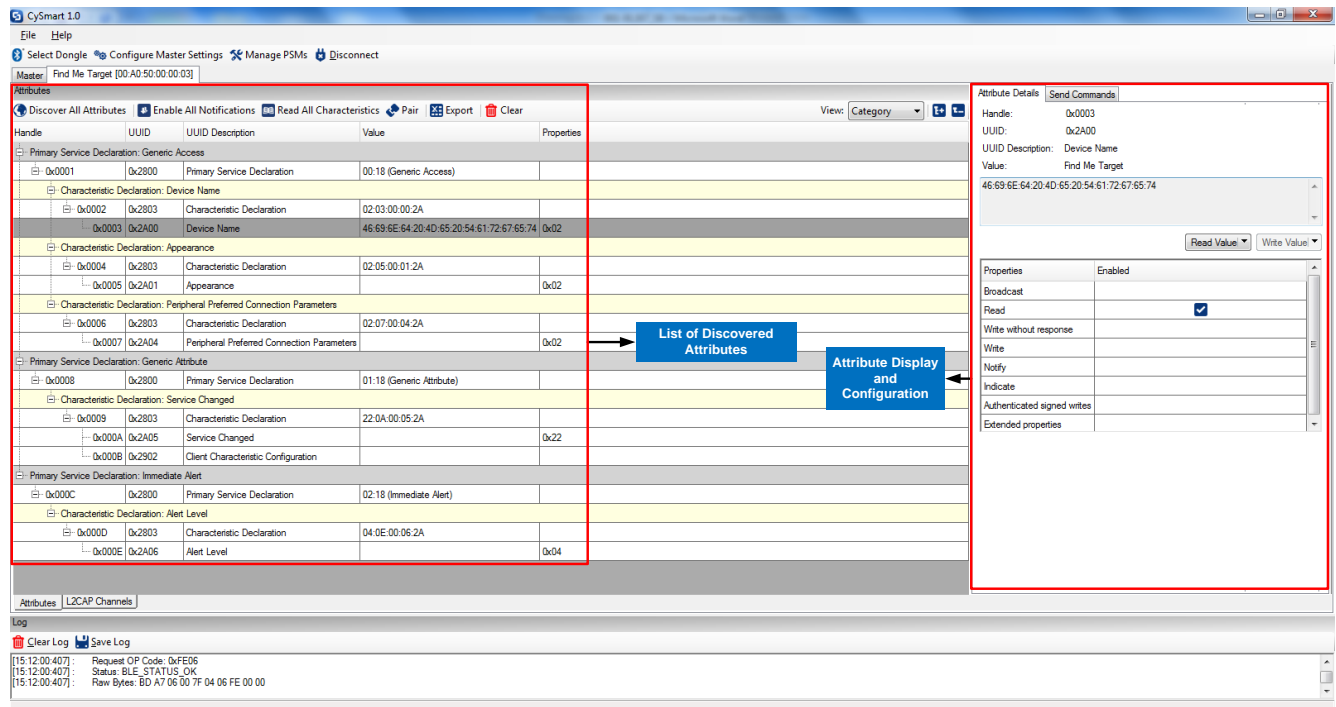 CySmart 1.0
File Help
Select Dongle Configure Master Settings Manage PSMs Disconnect
Master Find Me Target [00:A0:50:00:00:03]
Attributes
Discover All Attributes Enable All Notifications Read All Characteristics Pair Export Clear View: Category
Handle UUID UUID Description Value Properties
Primary Service Declaration: Generic Access
0x0001 0x2800 Primary Service Declaration 00:18 (Generic Access)
Characteristic Declaration: Device Name
0x0002 0x2803 Characteristic Declaration 02:03:00:00:2A
0x0003 0x2A00 Device Name 46:69:6E:64:20:4D:65:20:54:61:72:67:65:74 0x02
Characteristic Declaration: Appearance
0x0004 0x2803 Characteristic Declaration 02:05:00:01:2A
0x0005 0x2A01 Appearance 0x02
Characteristic Declaration: Peripheral Preferred Connection Parameters
0x0006 0x2803 Characteristic Declaration 02:07:00:04:2A
0x0007 0x2A04 Peripheral Preferred Connection Parameters 0x02
Primary Service Declaration: Generic Attribute
0x0008 0x2800 Primary Service Declaration 01:18 (Generic Attribute)
Characteristic Declaration: Service Changed
0x0009 0x2803 Characteristic Declaration 22:0A:00:05:2A
0x000A 0x2A05 Service Changed 0x22
0x000B 0x2902 Client Characteristic Configuration
Primary Service Declaration: Immediate Alert
0x000C 0x2800 Primary Service Declaration 02:18 (Immediate Alert)
Characteristic Declaration: Alert Level
0x000D 0x2803 Characteristic Declaration 04:0E:00:06:2A
0x000E 0x2A06 Alert Level 0x04
List of Discovered
Attributes
Attribute Display
and
Configuration
Attribute Details Send Commands
Handle: 0x0003
UUID: 0x2A00
UUID Description: Device Name
Value: Find Me Target
46:69:6E:64:20:4D:65:20:54:61:72:67:65:74
Read Value Write Value
Properties Enabled
Broadcast
Read
Write without response
Write
Notify
Indicate
Authenticated signed writes
Extended properties
Attributes L2CAP Channels
Log
Clear Log Save Log
[15:12:00:407] : Request OP Code: 0xFE06
[15:12:00:407] : Status: BLE_STATUS_OK
[15:12:00:407] : Raw Bytes: BD A7 06 00 7F 04 06 FE 00 00